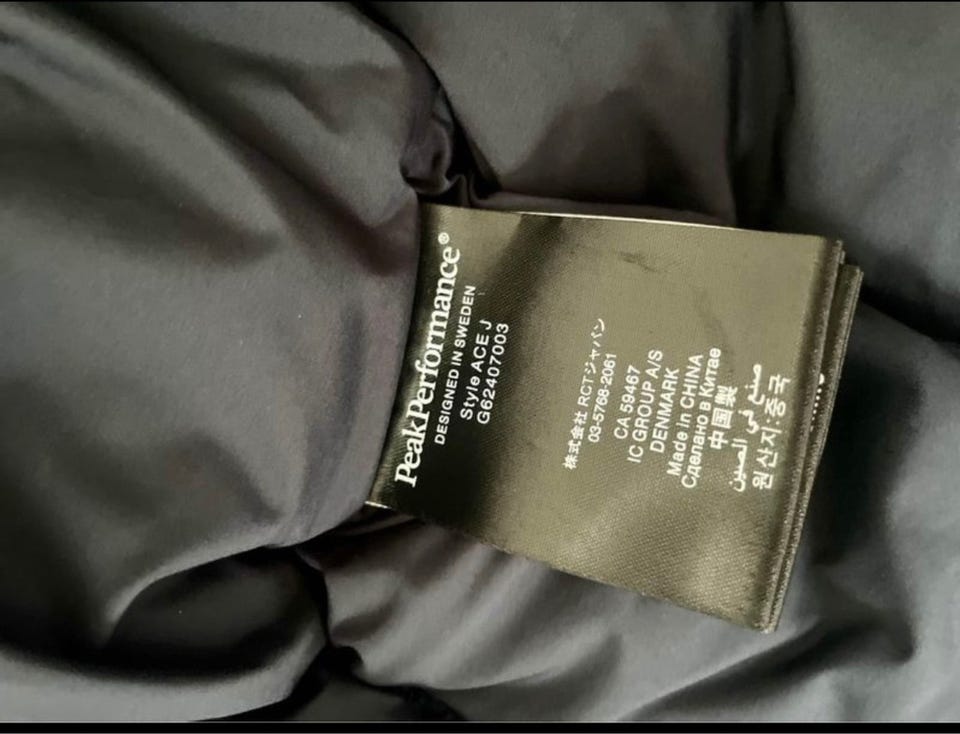 PeakPerformance®
DESIGNED IN SWEDEN
Style ACE J
G62407003
株式会社 RCTジャパン
03-5768-2061
CA 59467
IC GROUP A/S
DENMARK
Made in CHINA
Сделано в Китае
中国製
صنع في الصين
원산지:중국